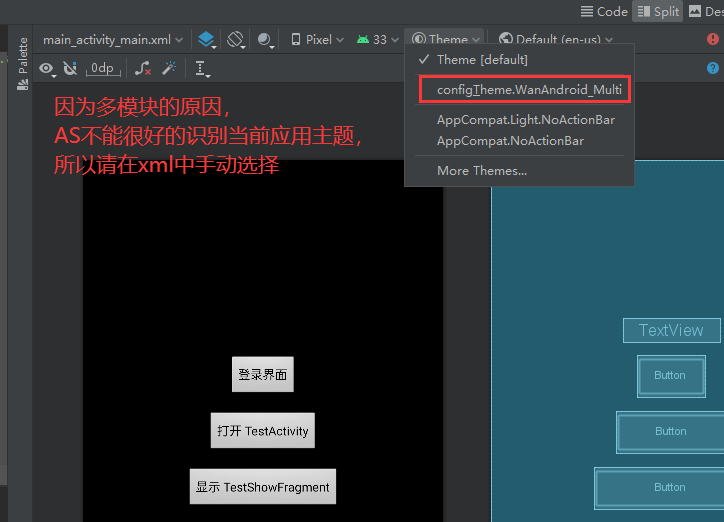 Code Split Des
Palette
main_activity_main.xml Pixel 33 Theme Default (en-us)
0dp
Theme [default]
configTheme.WanAndroid_Multi
AppCompat.Light.NoActionBar
AppCompat.NoActionBar
More Themes...
因为多模块的原因，
AS不能很好的识别当前应用主题，
所以请在xml中手动选择
登录界面
打开 TestActivity
显示 TestShowFragment
TextView
Button
Button
Button